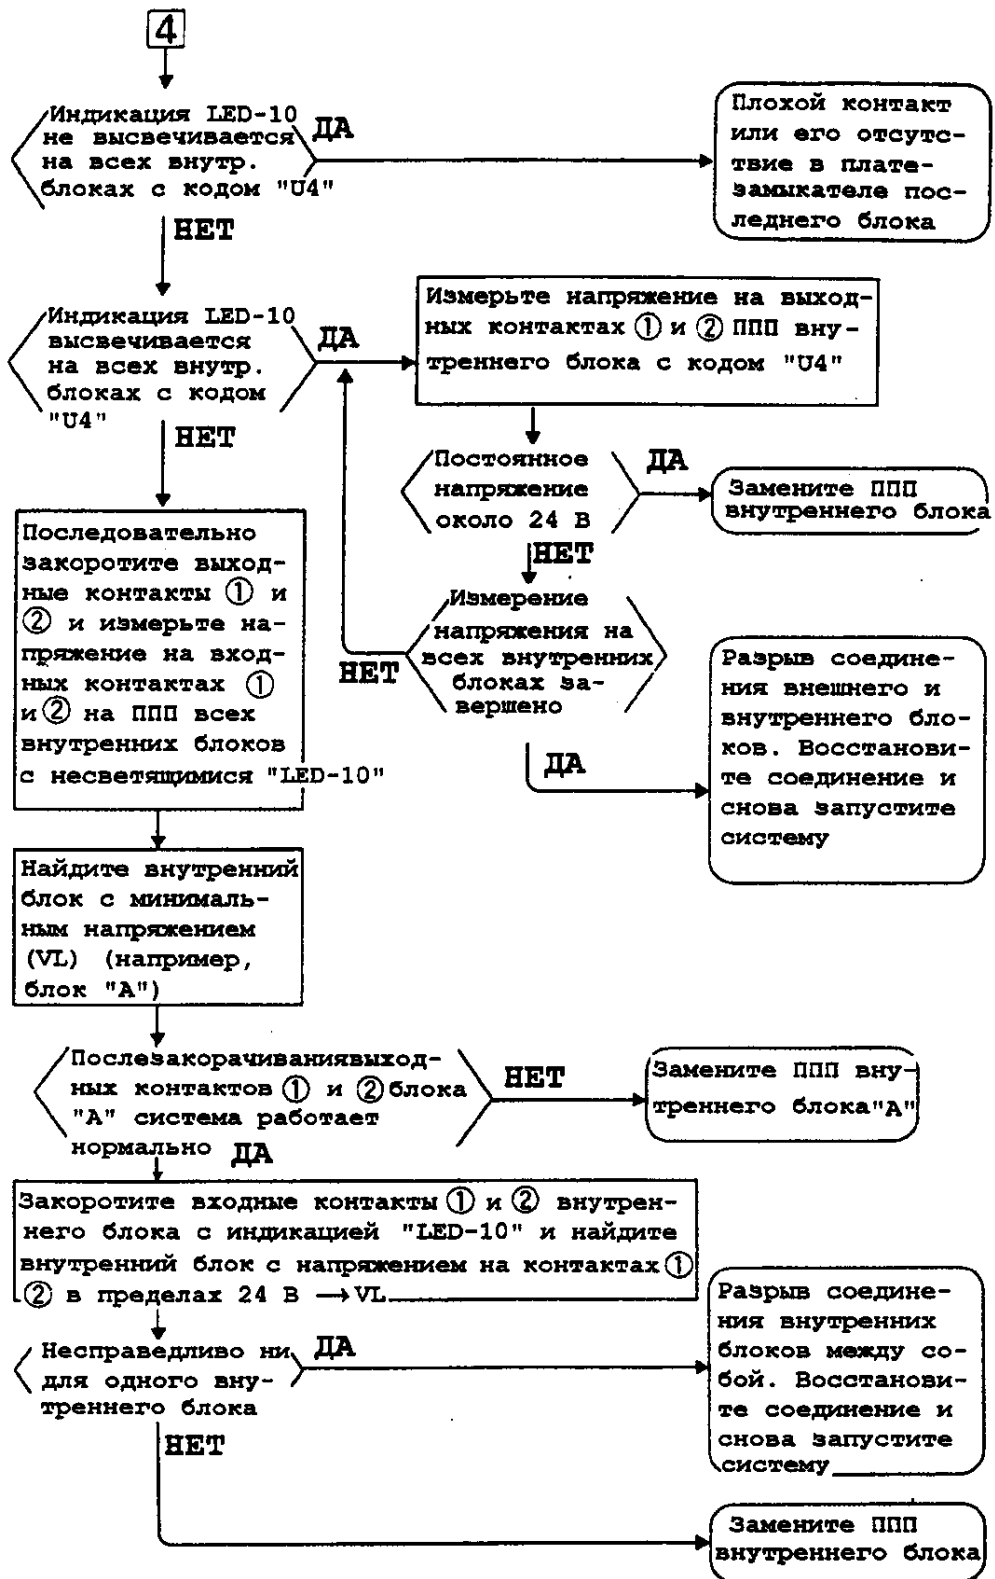 4
Индикация LED-10
не высвечивается
на всех внутр.
блоках с кодом "U4"
ДА
Плохой контакт
или его отсутс-
твие в плате-
замыкателе пос-
леднего блока
НЕТ
Индикация LED-10
высвечивается
на всех внутр.
блоках с кодом
"U4"
ДА
Измерьте напряжение на выход-
ных контактах ① и ② ППП вну-
треннего блока с кодом "U4"
НЕТ
Постоянное
напряжение
около 24 В
ДА
Замените ППП
внутреннего блока
НЕТ
Измерение
напряжения на
всех внутренних
блоках за-
вершено
НЕТ
ДА
Разрыв соедине-
ния внешнего и
внутреннего бло-
ков. Восстанови-
те соединение и
снова запустите
систему
Последовательно
закоротите выход-
ные контакты ① и
② и измерьте на-
пряжение на вход-
ных контактах ①
и ② на ППП всех
внутренних блоков
с несветящимися "LED-10"
Найдите внутренний
блок с минималь-
ным напряжением
(VL) (например,
блок "А")
Послезакорачиваниявыход-
ных контактов ① и ② блока
"А" система работает
нормально
НЕТ
Замените ППП вну-
треннего блока"А"
ДА
Закоротите входные контакты ① и ② внутрен-
него блока с индикацией "LED-10" и найдите
внутренний блок с напряжением на контактах ①
② в пределах 24 В → VL
Несправедливо ни
для одного вну-
треннего блока
ДА
Разрыв соедине-
ния внутренних
блоков между со-
бой. Восстанови-
те соединение и
снова запустите
систему
НЕТ
Замените ППП
внутреннего блока